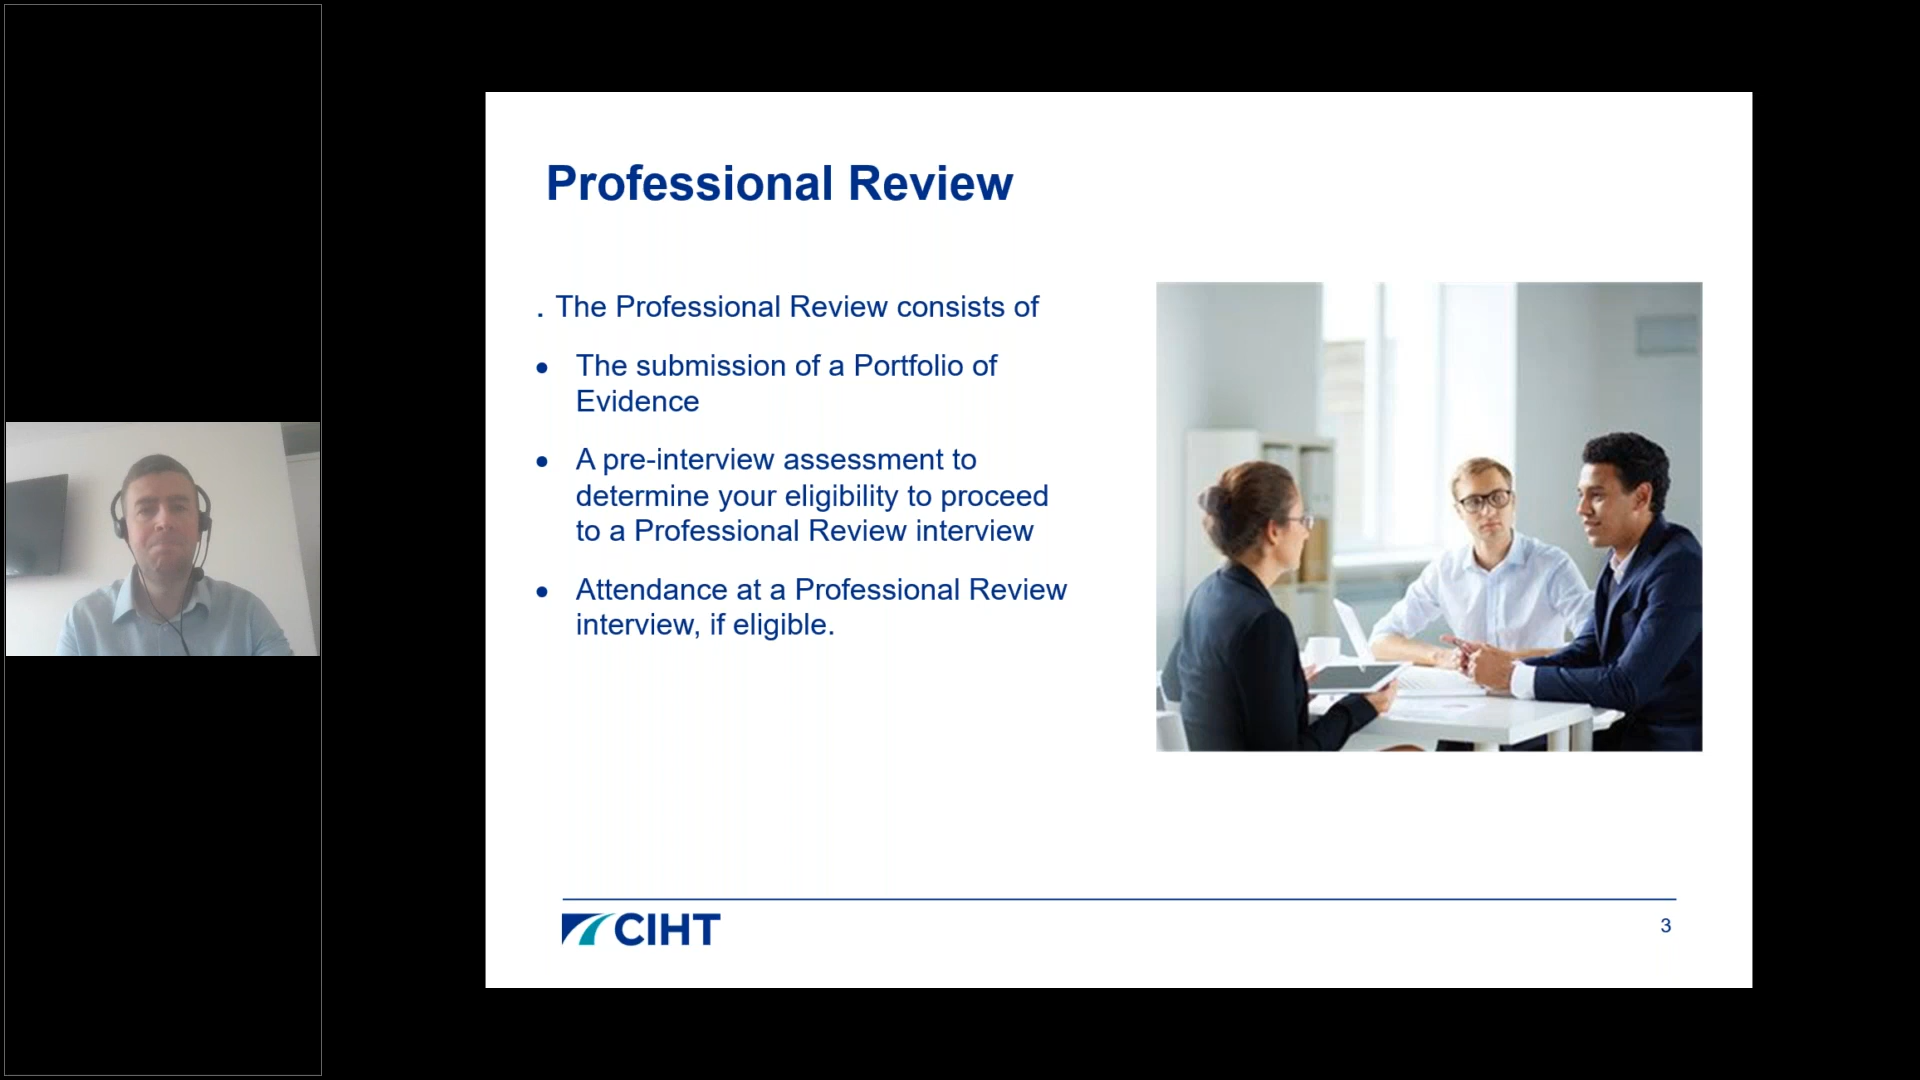 Professional Review
. The Professional Review consists of
• The submission of a Portfolio of
Evidence
• A pre-interview assessment to
determine your eligibility to proceed
to a Professional Review interview
• Attendance at a Professional Review
interview, if eligible.
CIHT
3